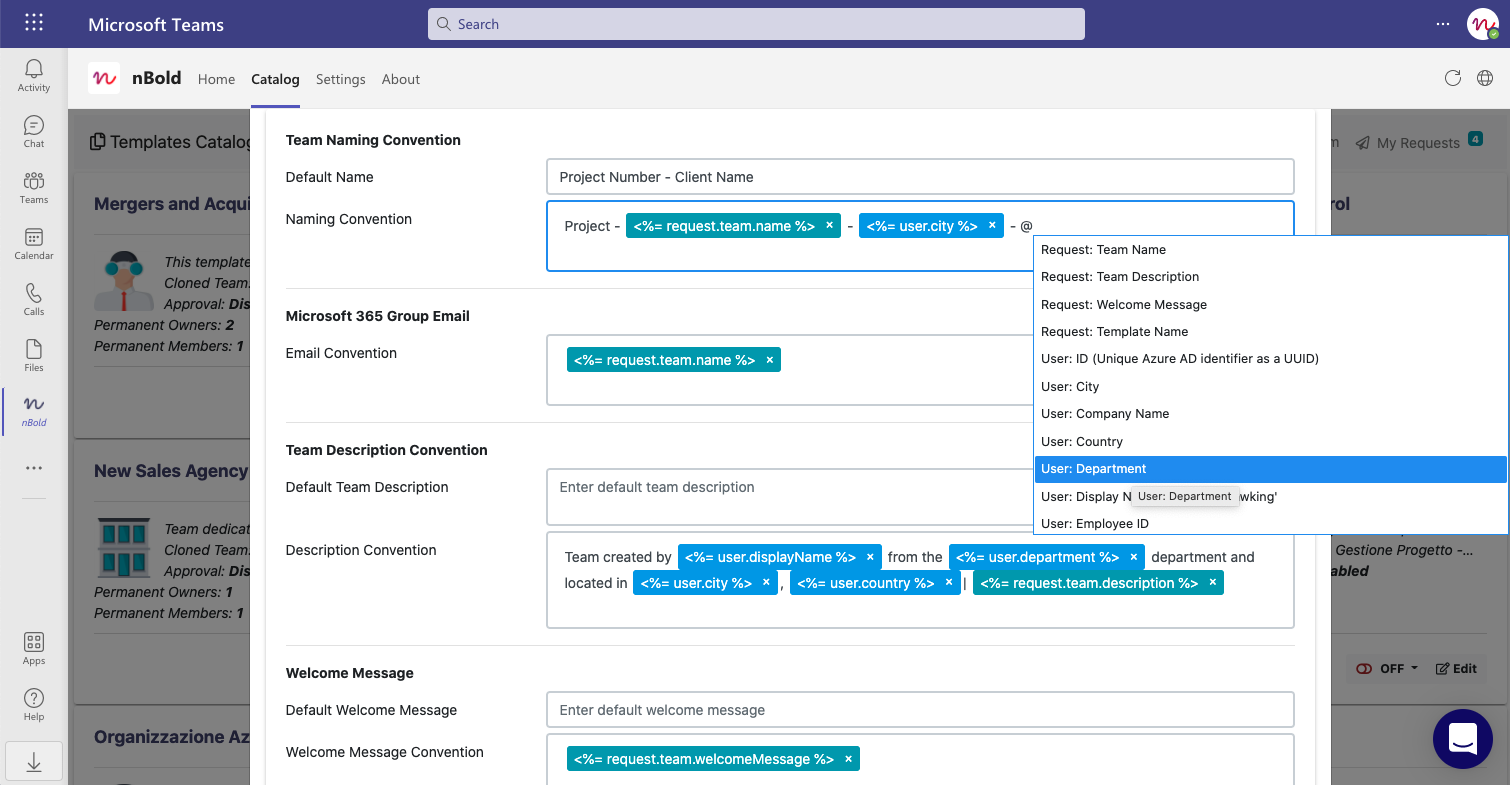 Microsoft Teams
Search
Activity
Chat
Teams
Calendar
Calls
Files
nBold
Apps
Help
nBold
Home
Catalog
Settings
About
Templates Catalog
My Requests
4
Mergers and Acqui
This template
Cloned Team:
Approval: Dis
Permanent Owners: 2
Permanent Members: 1
New Sales Agency
Team dedicat
Cloned Team:
Approval: Dis
Permanent Owners: 1
Permanent Members: 1
Organizzazione Az
Team Naming Convention
Default Name
Project Number - Client Name
Naming Convention
Project - <%= request.team.name %> × - <%= user.city %> × - @
Request: Team Name
Request: Team Description
Request: Welcome Message
Request: Template Name
User: ID (Unique Azure AD identifier as a UUID)
User: City
User: Company Name
User: Country
User: Department
User: Display N
wking'
User: Department
User: Employee ID
Microsoft 365 Group Email
Email Convention
<%= request.team.name %> ×
Team Description Convention
Default Team Description
Enter default team description
Description Convention
Team created by <%= user.displayName %> × from the <%= user.department %> × department and
located in <%= user.city %> × , <%= user.country %> × | <%= request.team.description %> ×
Welcome Message
Default Welcome Message
Enter default welcome message
Welcome Message Convention
<%= request.team.welcomeMessage %> ×
rol
Gestione Progetto -...
abled
OFF
Edit